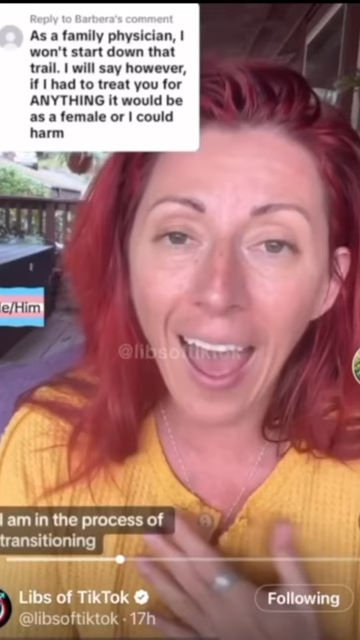 Reply to Barbera's comment
As a family physician, I
won't start down that
trail. I will say however,
if I had to treat you for
ANYTHING it would be
as a female or I could
harm
/Him
@libsoftiktok
I am in the process of
transitioning
Libs of TikTok
Following
@libsoftiktok · 17h